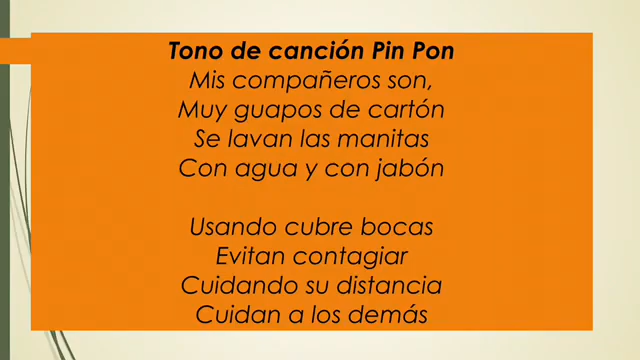 Tono de canción Pin Pon
Mis compañeros son,
Muy guapos de cartón
Se lavan las manitas
Con agua y con jabón
Usando cubre bocas
Evitan contagiar
Cuidando su distancia
Cuidan a los demás